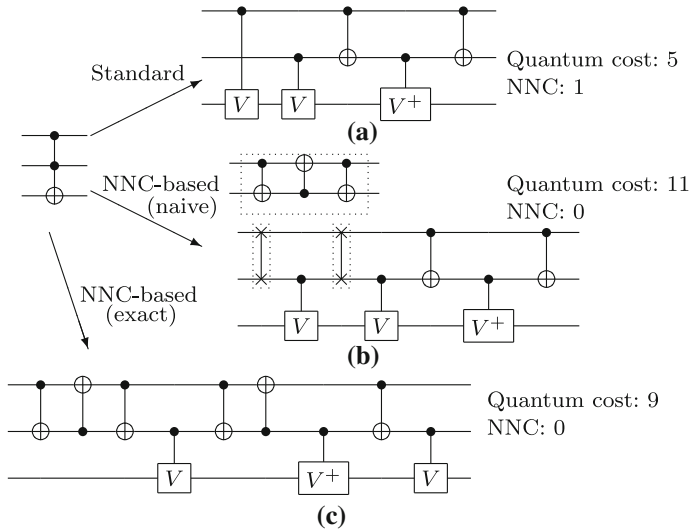 Standard
V
V
V+
Quantum cost: 5
NNC: 1
(a)
NNC-based
(naive)
Quantum cost: 11
NNC: 0
V
V
V+
(b)
NNC-based
(exact)
Quantum cost: 9
NNC: 0
V
V+
V
(c)